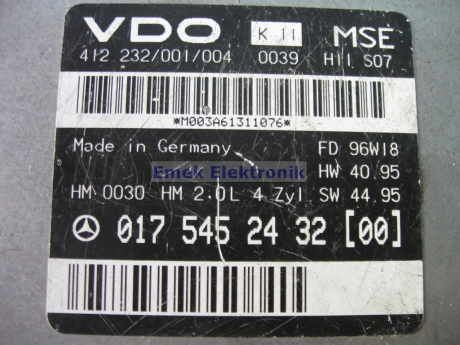 VDO K 11 MSE
412.232/001/004 0039 H11 S07
*M003A61311076*
Made in Germany FD 96W18
Emek Elektronik HW 40.95
HM 0030 HM 2.0L 4 Zyl SW 44.95
017 545 24 32 [00]